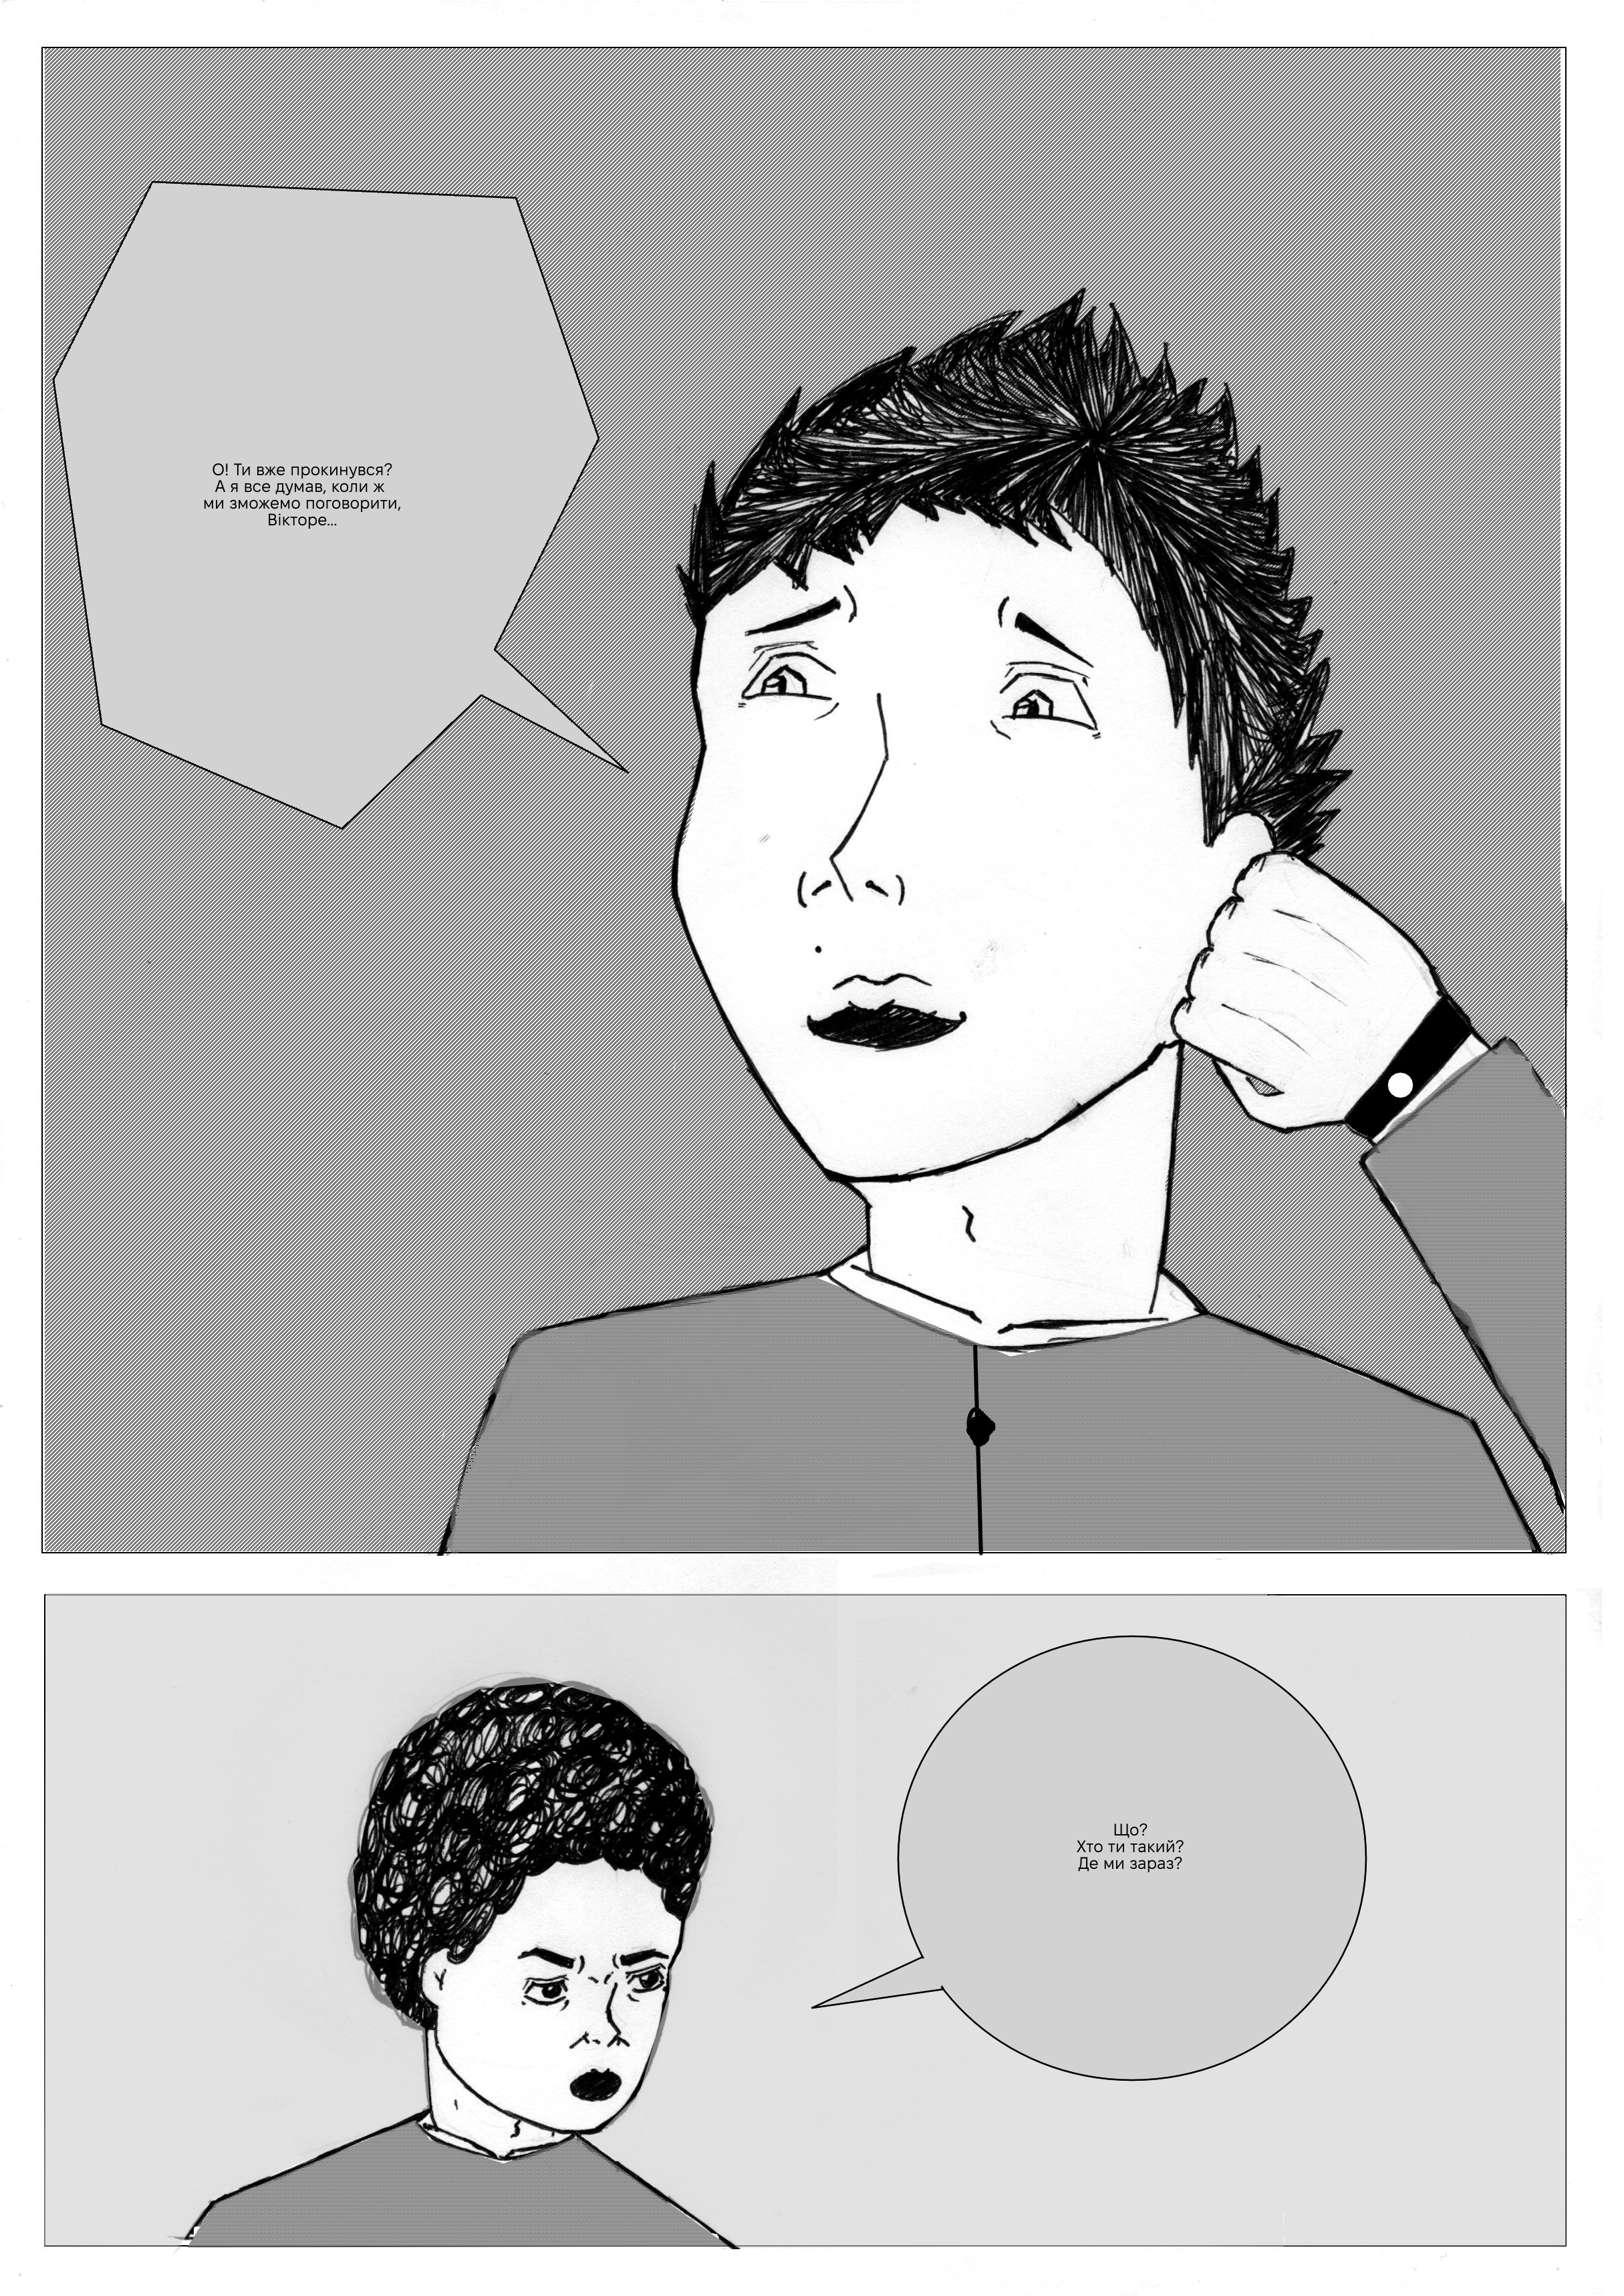 О! Ти вже прокинувся?
А я все думав, коли ж
ми зможемо поговорити,
Вікторе...
Що?
Хто ти такий?
Де ми зараз?